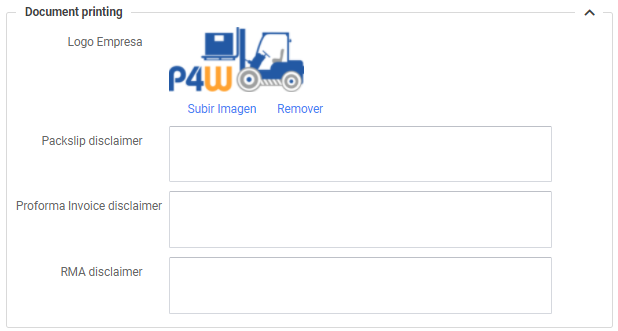 Document printing
Logo Empresa
P4W
Subir Imagen Remover
Packslip disclaimer
Proforma Invoice disclaimer
RMA disclaimer